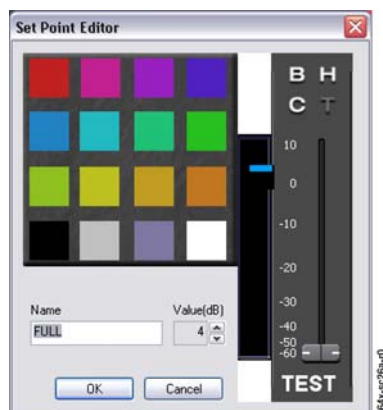 Set Point Editor
B H
C T
10
0
-10
-20
-30
-40
-50
-60
TEST
Name
Value(dB)
FULL
4
OK
Cancel